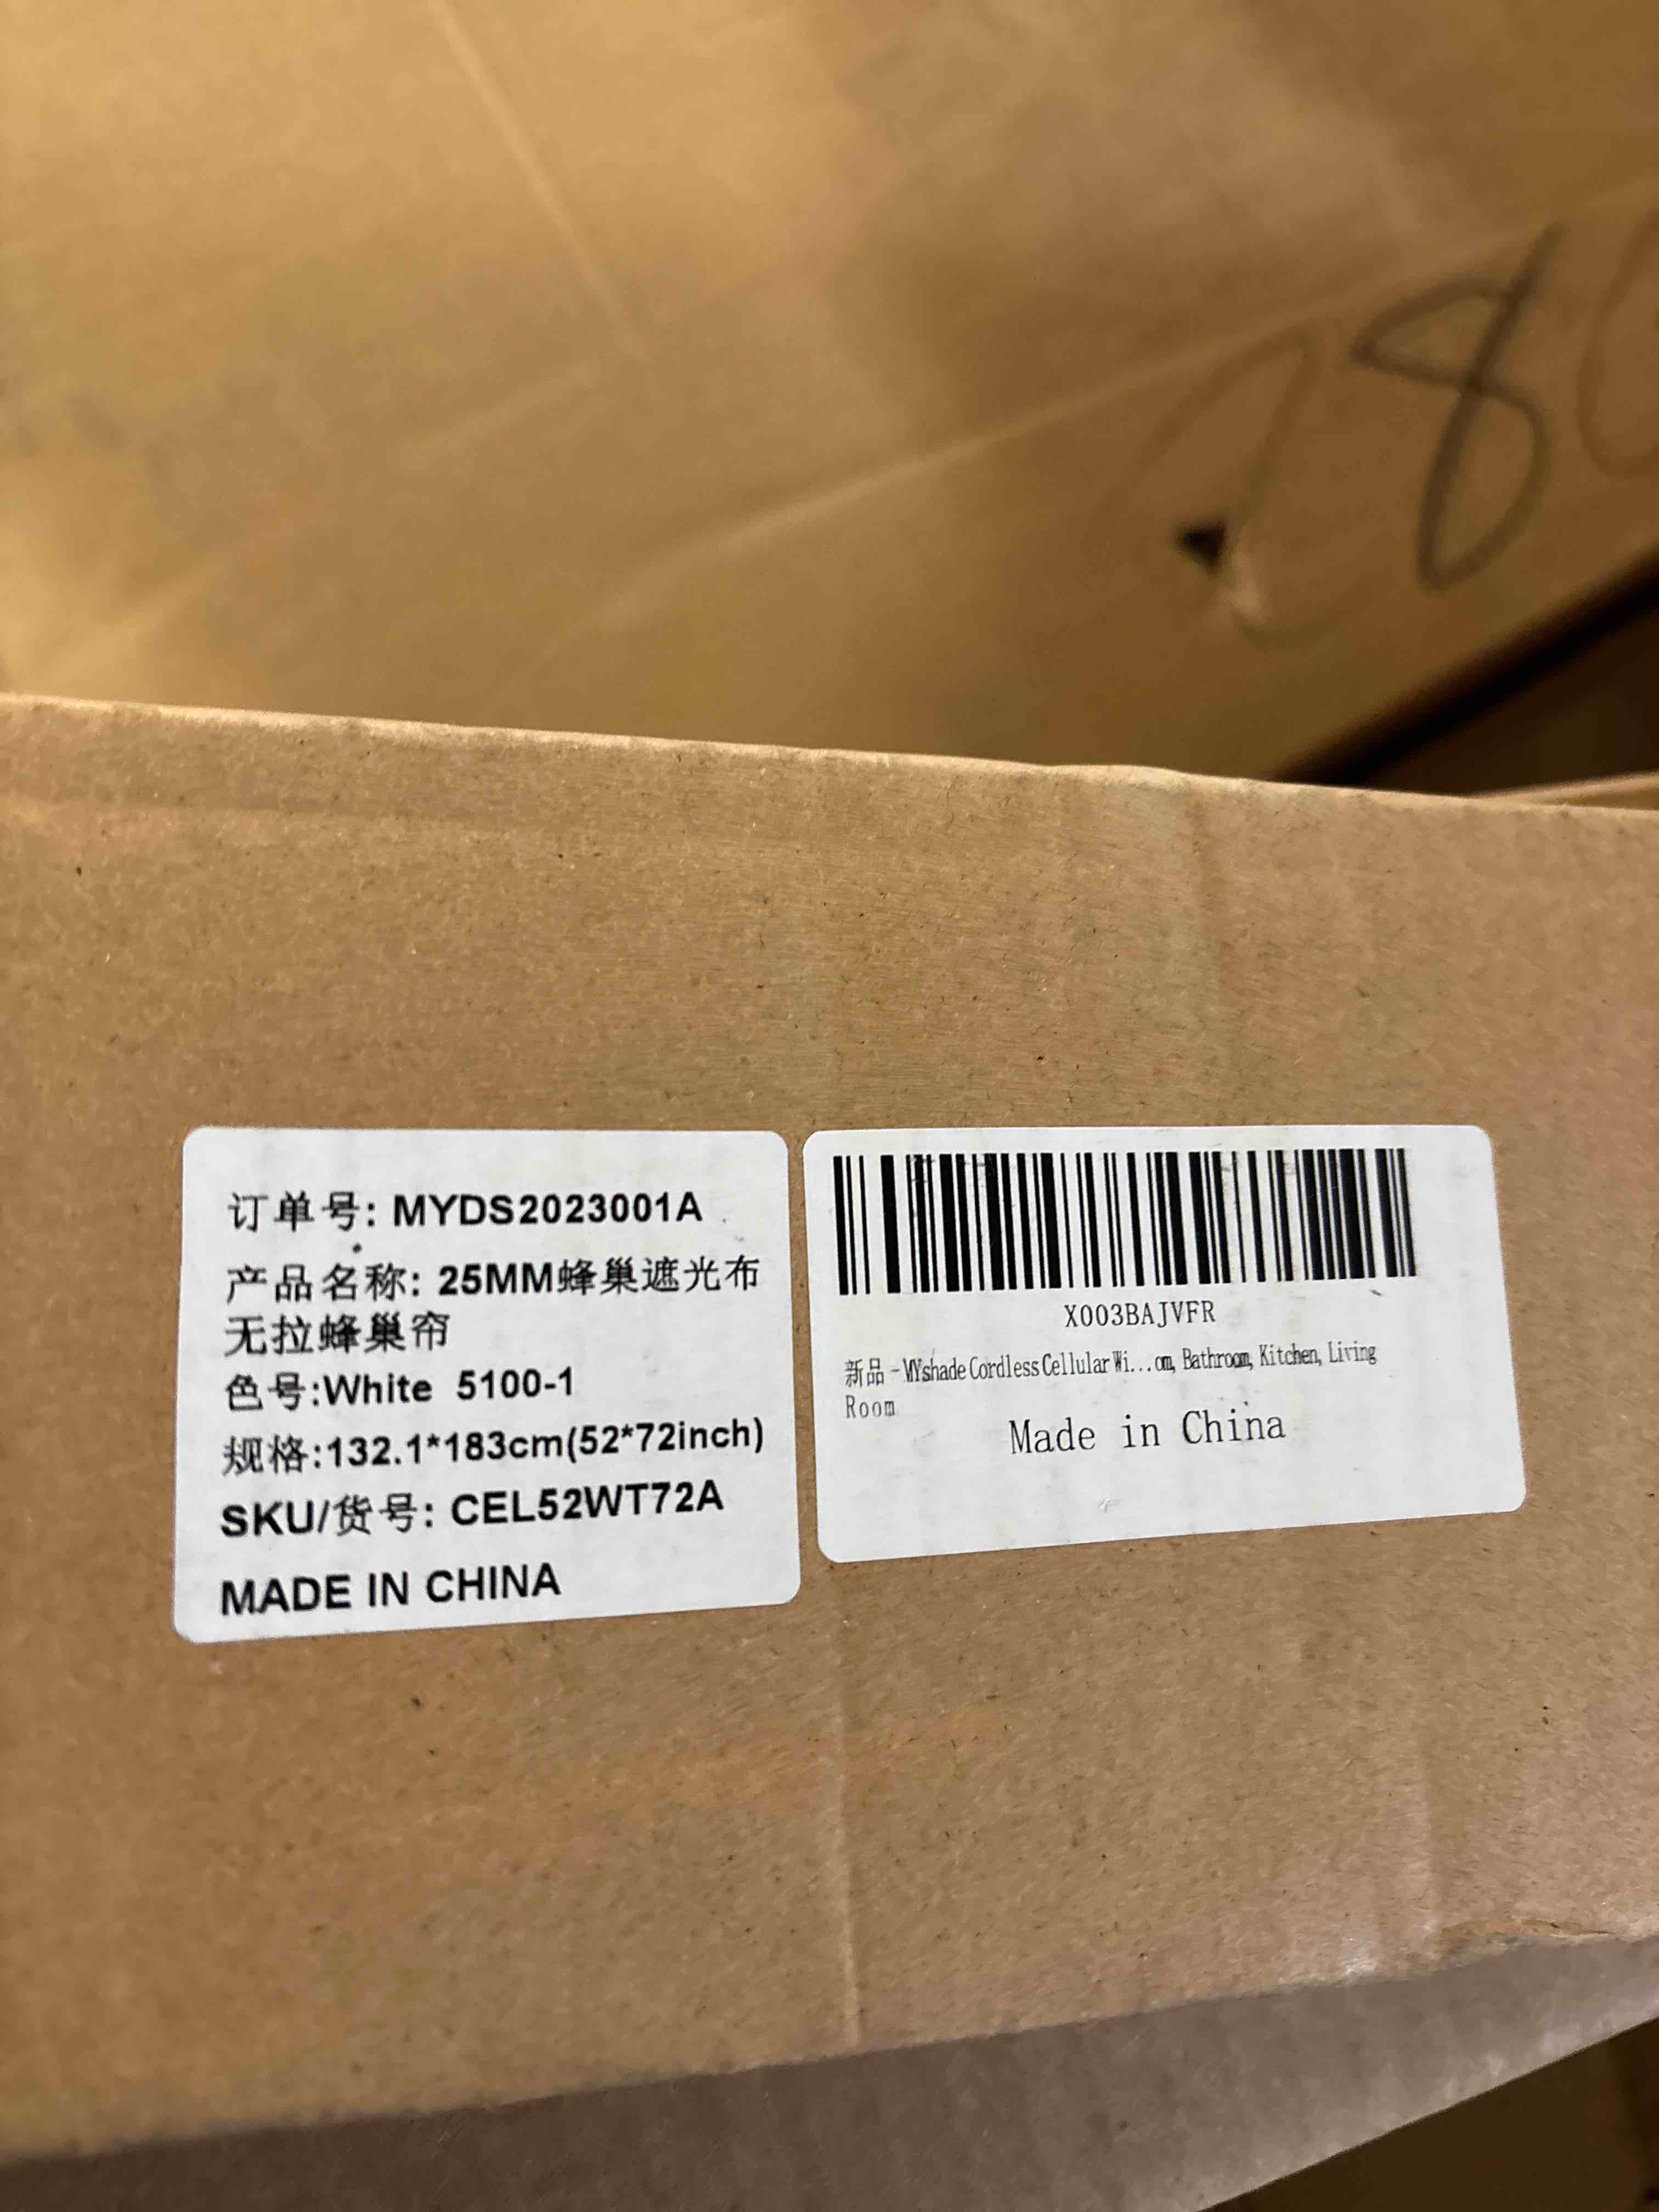 订单号: MYDS2023001A
产品名称: 25MM蜂巢遮光布
无拉蜂巢帘
色号:White 5100-1
规格:132.1*183cm(52*72inch)
SKU/货号: CEL52WT72A
MADE IN CHINA
X003BAJVFR
新品 - MYshade Cordless Cellular Wi...om, Bathroom, Kitchen, Living
Room
Made in China